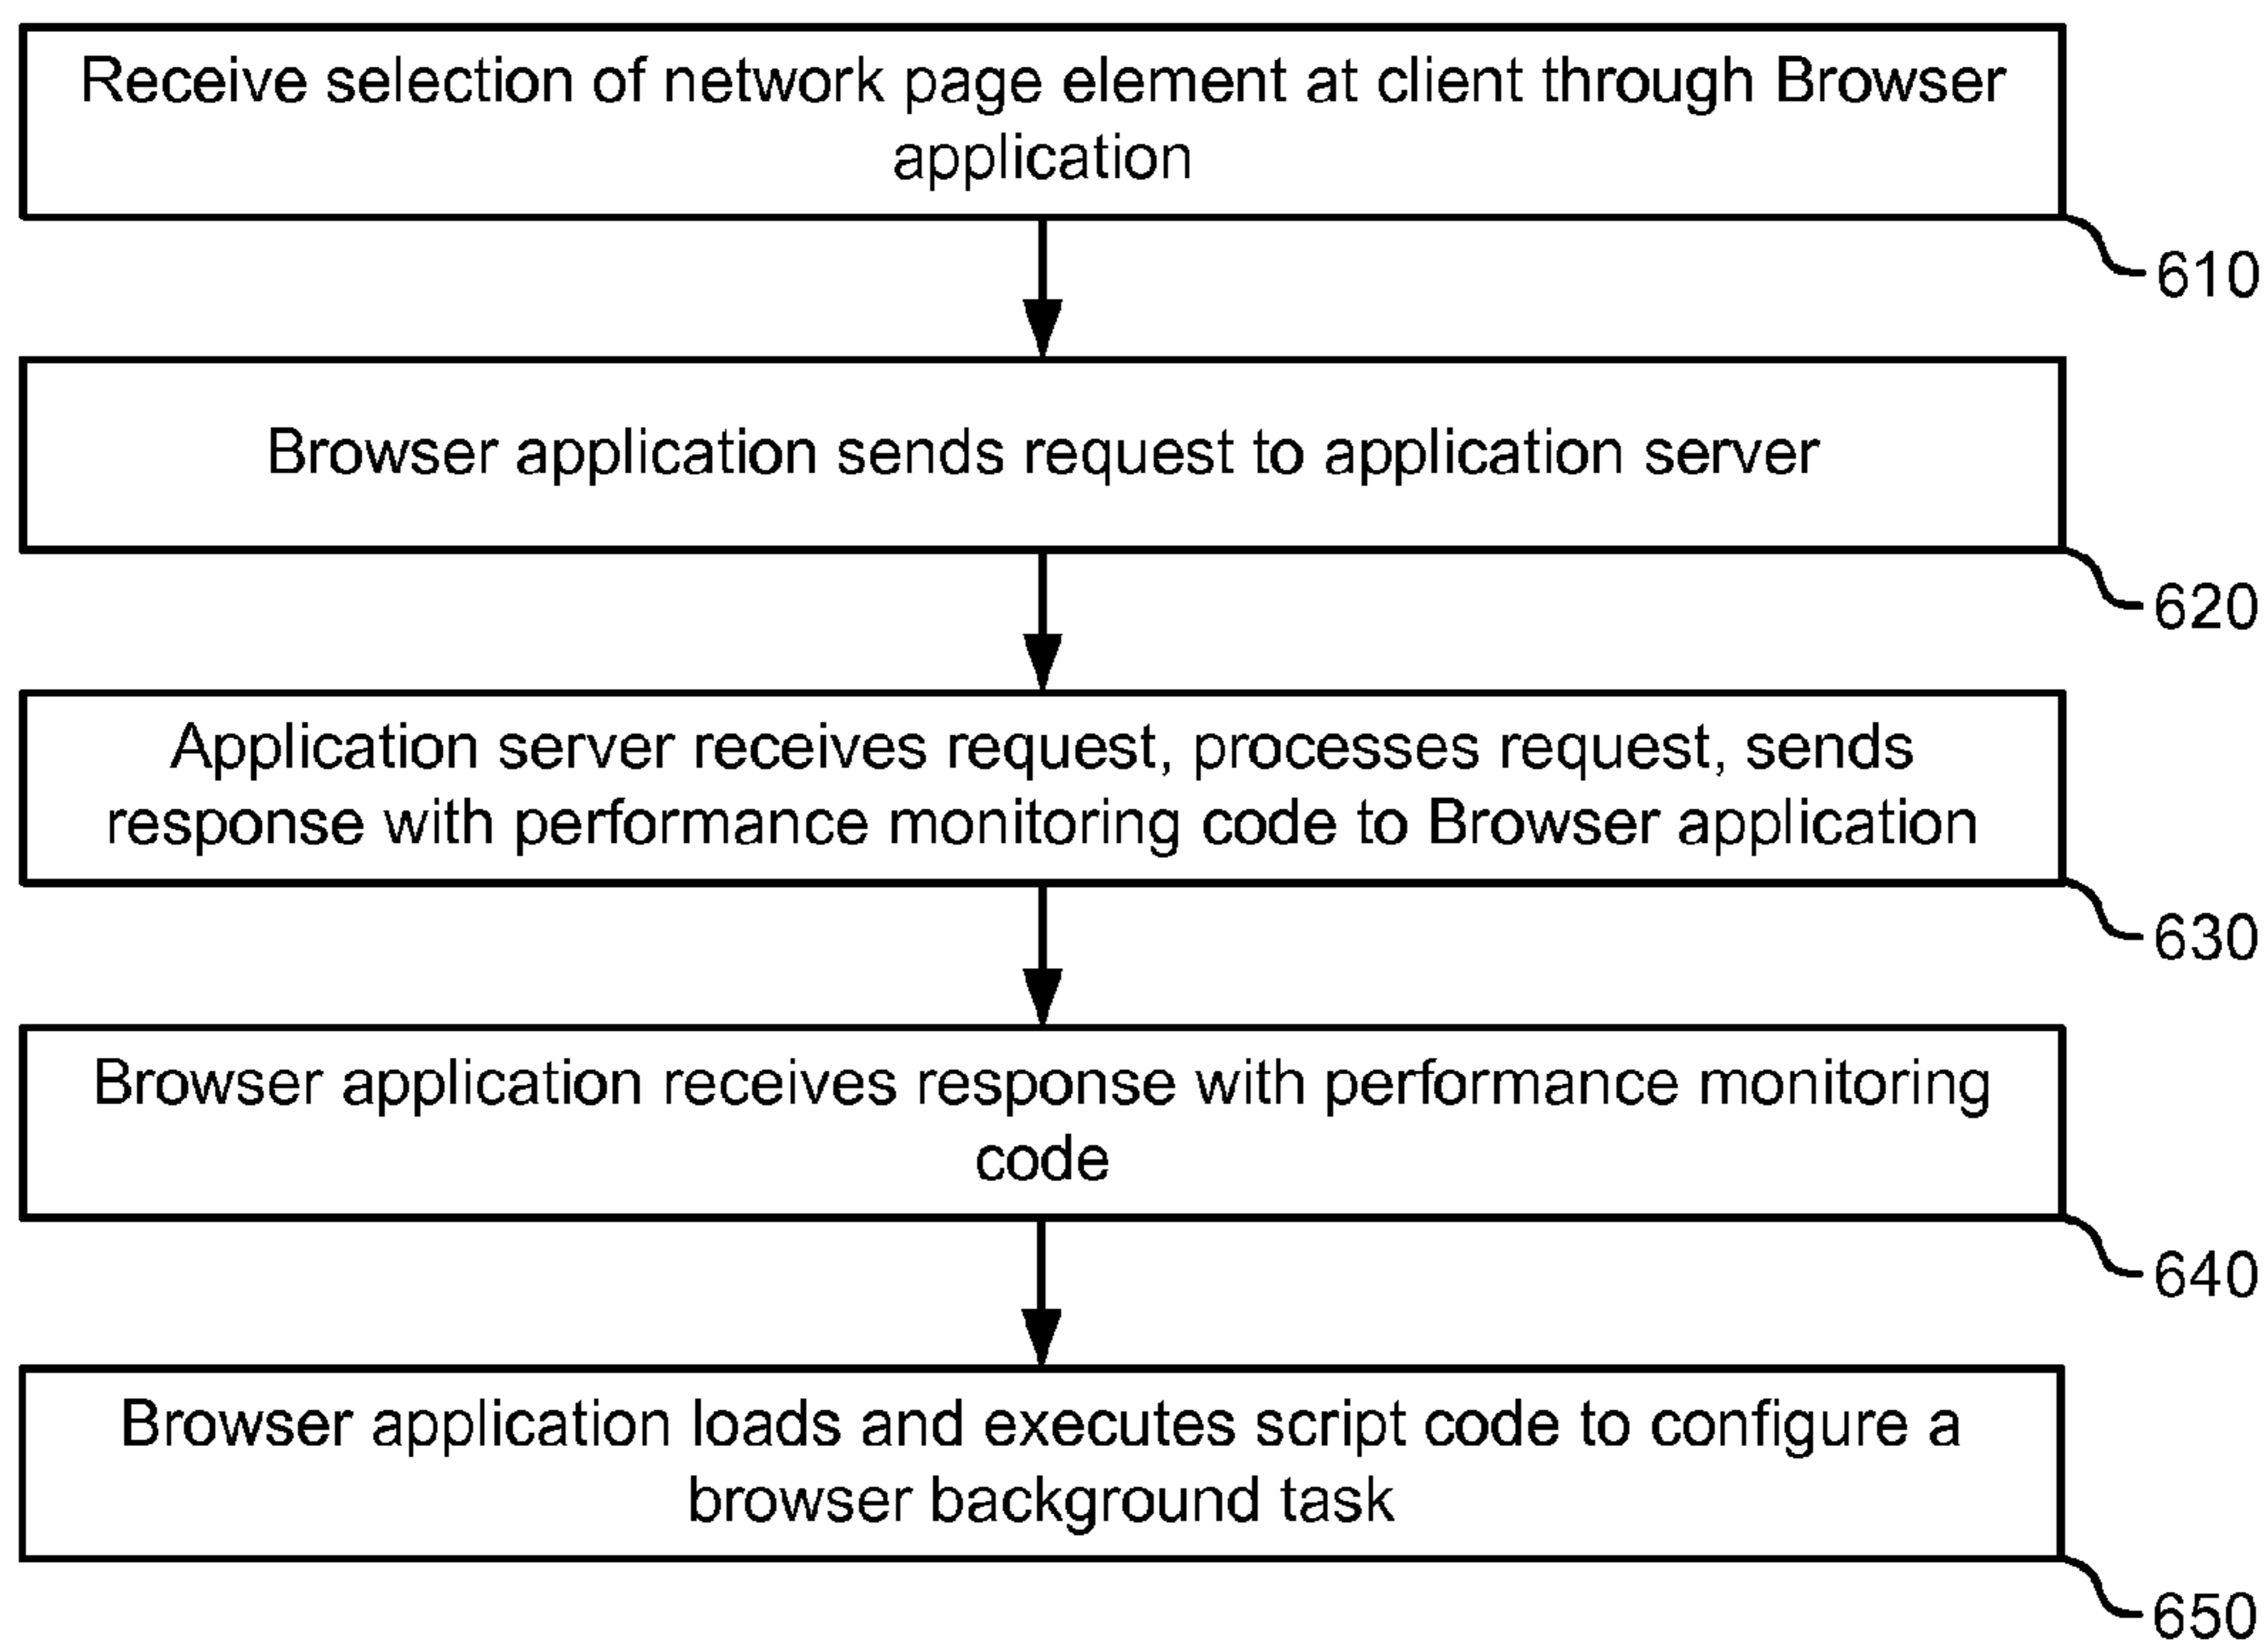 Receive selection of network page element at client through Browser
application
610
Browser application sends request to application server
620
Application server receives request, processes request, sends
response with performance monitoring code to Browser application
630
Browser application receives response with performance monitoring
code
640
Browser application loads and executes script code to configure a
browser background task
650